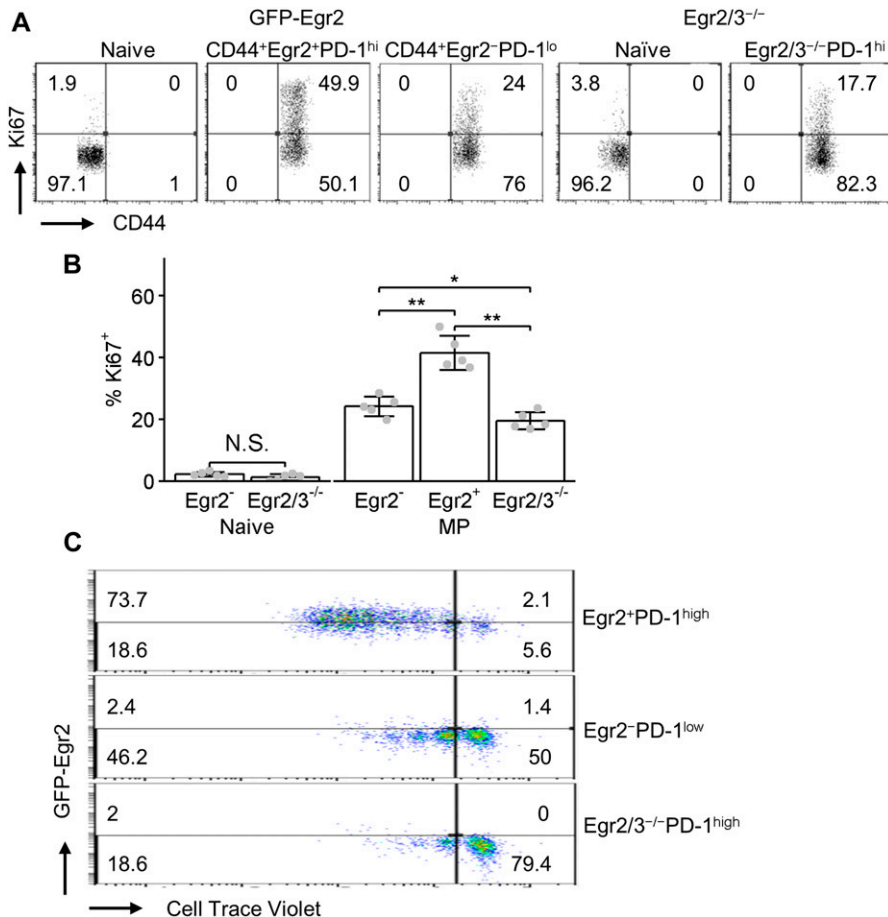 A
GFP-Egr2
Egr2/3⁻/⁻
Naive
CD44⁺Egr2⁺PD-1ʰⁱ
CD44⁺Egr2⁻PD-1ˡᵒ
Naïve
Egr2/3⁻/⁻PD-1ʰⁱ
1.9 0
0 49.9
0 24
3.8 0
0 17.7
97.1 1
0 50.1
0 76
96.2 0
0 82.3
Ki67
CD44
B
% Ki67⁺
60
40
20
0
N.S.
*
**
**
Egr2⁻ Egr2/3⁻/⁻ Egr2⁻ Egr2⁺ Egr2/3⁻/⁻
Naive MP
C
73.7 2.1
Egr2⁺PD-1ʰⁱᵍʰ
18.6 5.6
2.4 1.4
Egr2⁻PD-1ˡᵒʷ
46.2 50
2 0
Egr2/3⁻/⁻PD-1ʰⁱᵍʰ
18.6 79.4
GFP-Egr2
Cell Trace Violet